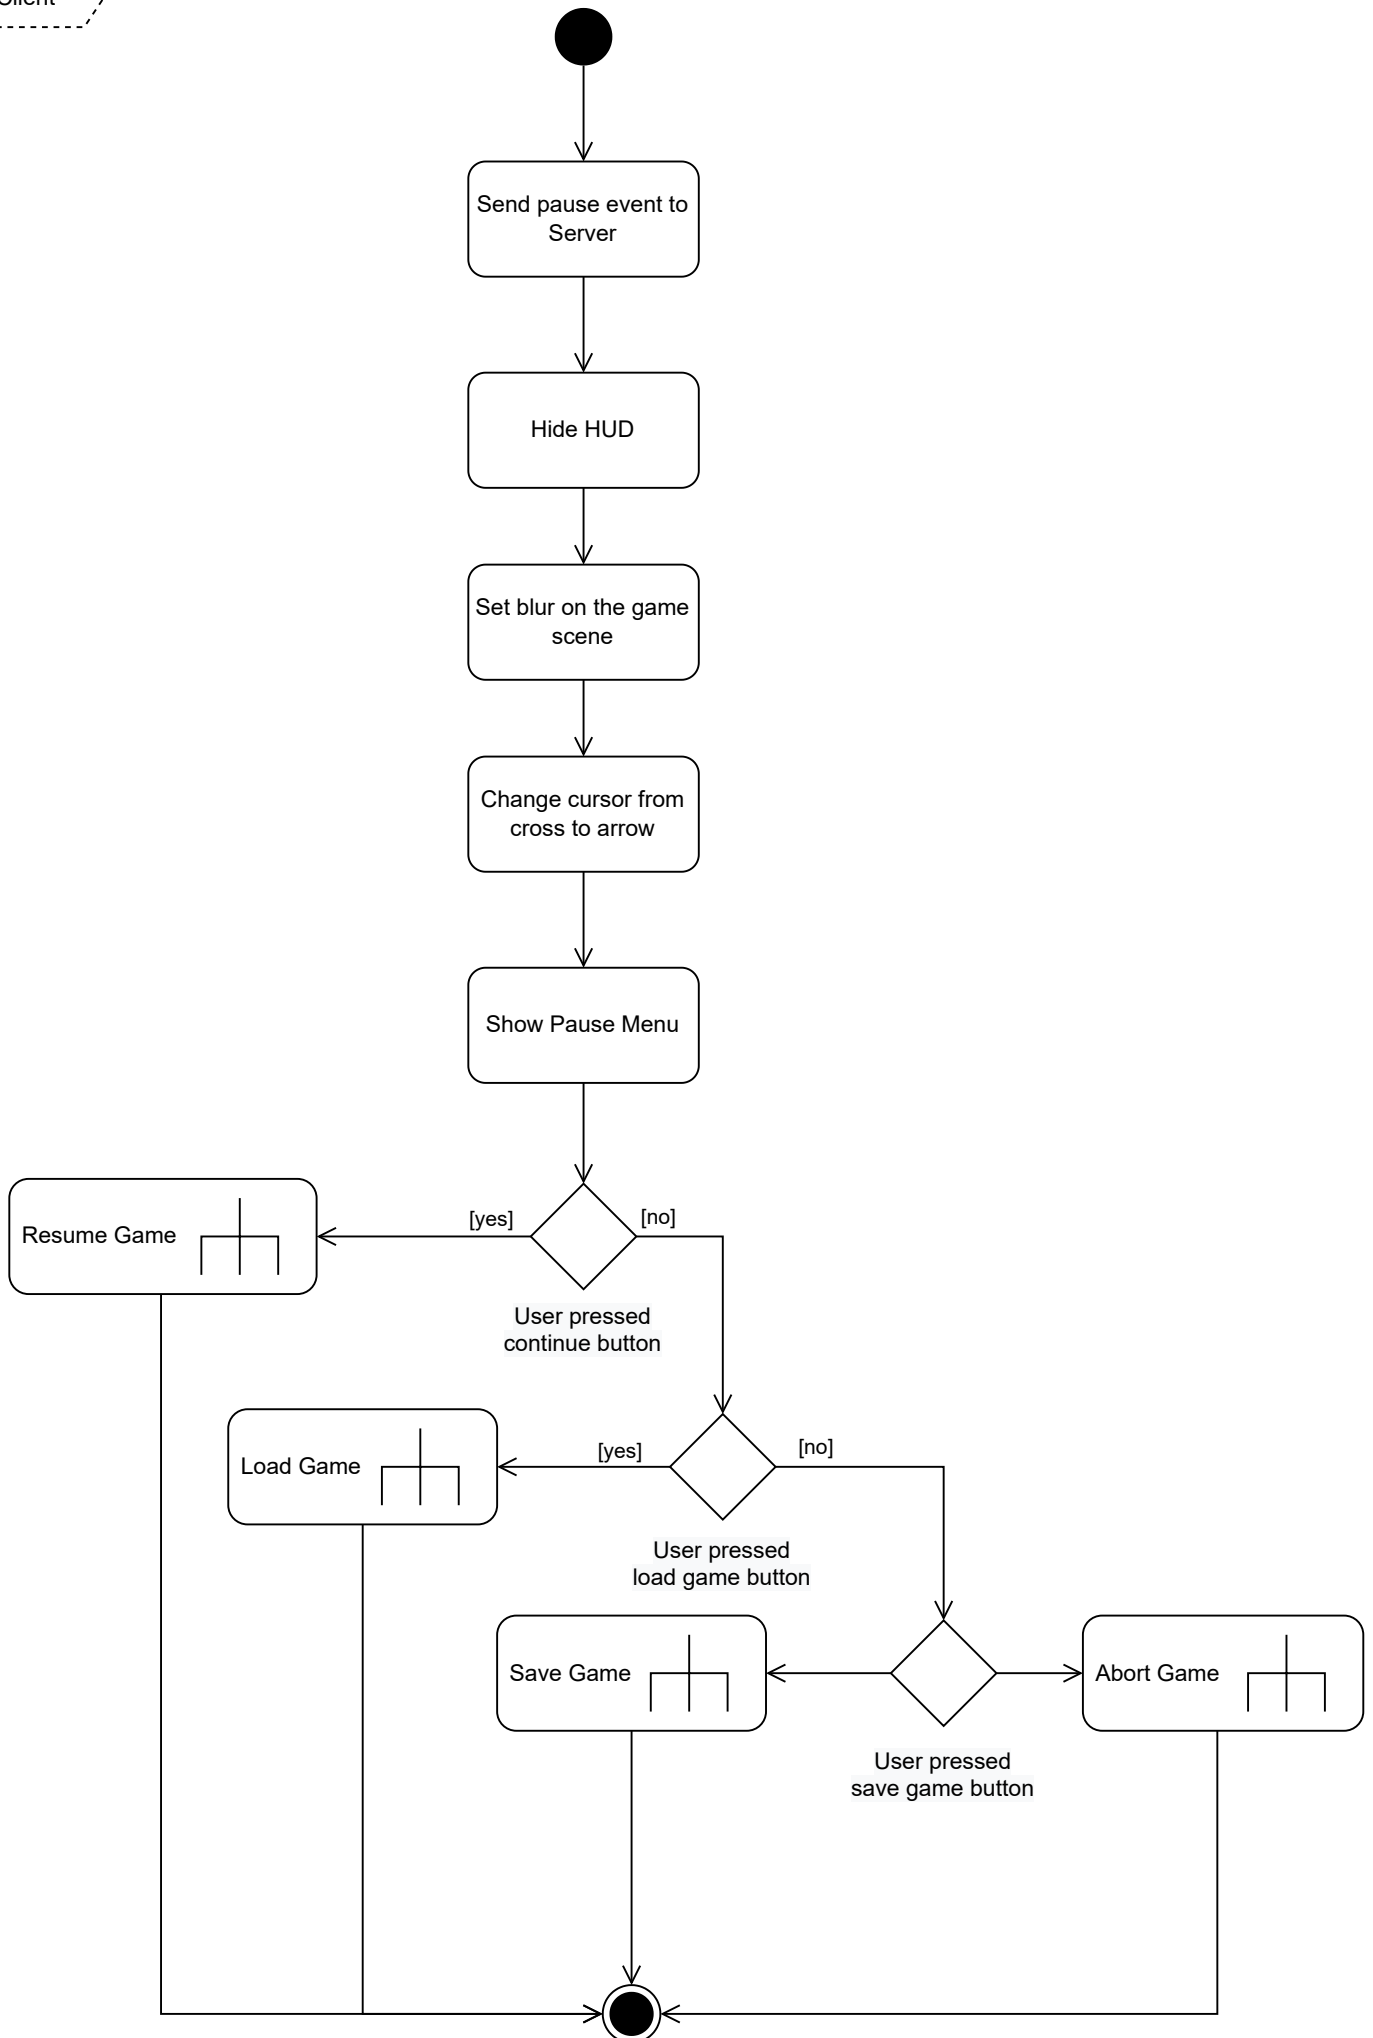 Client
Send pause event to
Server
Hide HUD
Set blur on the game
scene
Change cursor from
cross to arrow
Show Pause Menu
Resume Game
[yes]
[no]
User pressed
continue button
Load Game
[yes]
[no]
User pressed
load game button
Save Game
Abort Game
User pressed
save game button